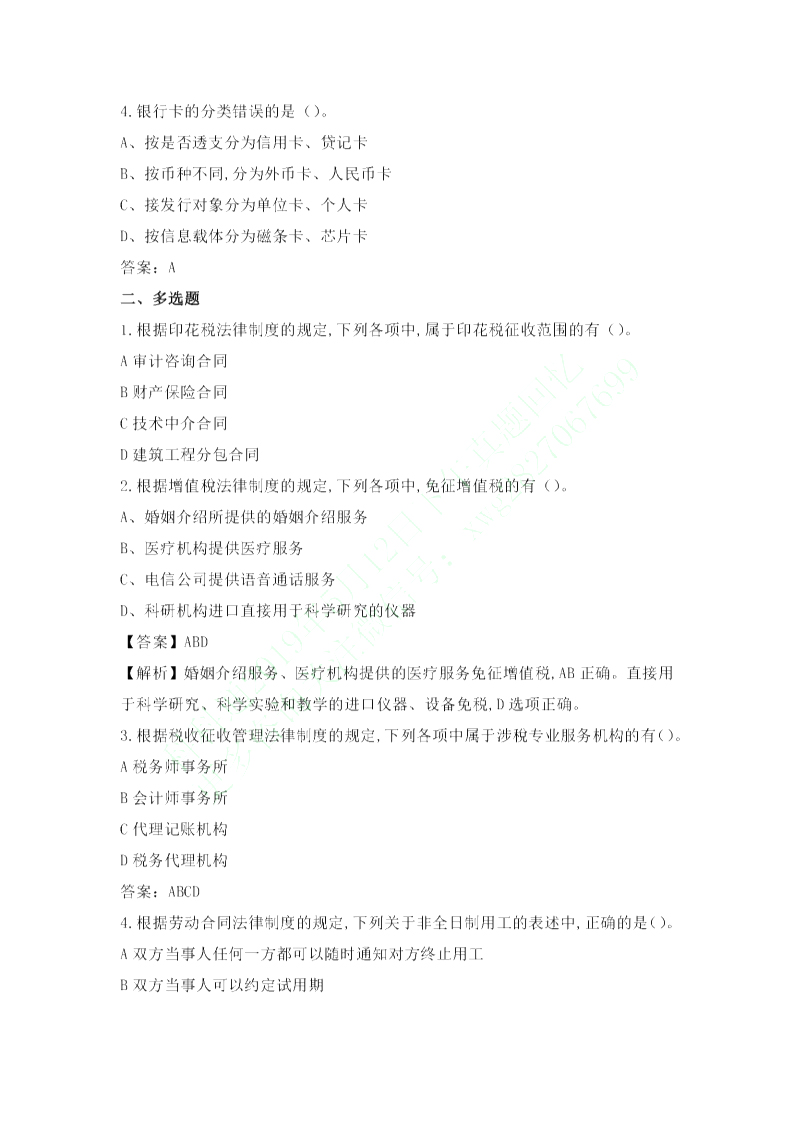 4.银行卡的分类错误的是（）。
A、按是否透支分为信用卡、贷记卡
B、按币种不同,分为外币卡、人民币卡
C、接发行对象分为单位卡、个人卡
D、按信息载体分为磁条卡、芯片卡
答案：A
二、多选题
1.根据印花税法律制度的规定,下列各项中,属于印花税征收范围的有（）。
A 审计咨询合同
B 财产保险合同
C 技术中介合同
D 建筑工程分包合同
2.根据增值税法律制度的规定,下列各项中,免征增值税的有（）。
A、婚姻介绍所提供的婚姻介绍服务
B、医疗机构提供医疗服务
C、电信公司提供语音通话服务
D、科研机构进口直接用于科学研究的仪器
【答案】ABD
【解析】婚姻介绍服务、医疗机构提供的医疗服务免征增值税,AB 正确。直接用
于科学研究、科学实验和教学的进口仪器、设备免税,D 选项正确。
3.根据税收征收管理法律制度的规定,下列各项中属于涉税专业服务机构的有()。
A 税务师事务所
B 会计师事务所
C 代理记账机构
D 税务代理机构
答案：ABCD
4.根据劳动合同法律制度的规定,下列关于非全日制用工的表述中,正确的是()。
A 双方当事人任何一方都可以随时通知对方终止用工
B 双方当事人可以约定试用期